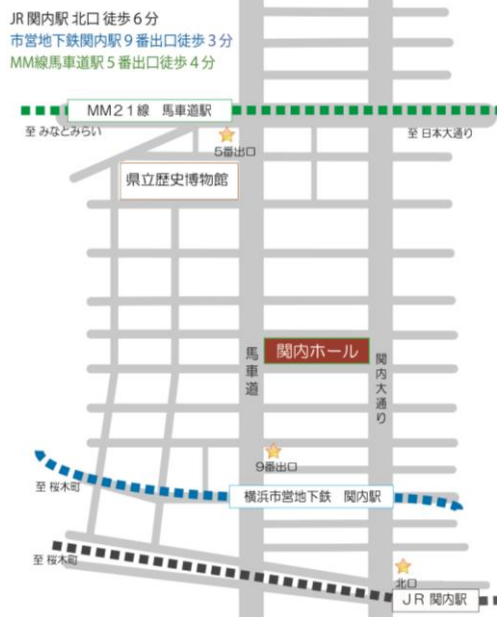 JR 関内駅 北口 徒歩６分
市営地下鉄関内駅９番出口徒歩３分
MM線馬車道駅５番出口徒歩４分
MM２１線　馬車道駅
至 みなとみらい
至 日本大通り
5番出口
県立歴史博物館
関内ホール
馬車道
関内大通り
9番出口
至 桜木町
横浜市営地下鉄　関内駅
至 桜木町
北口
ＪＲ 関内駅